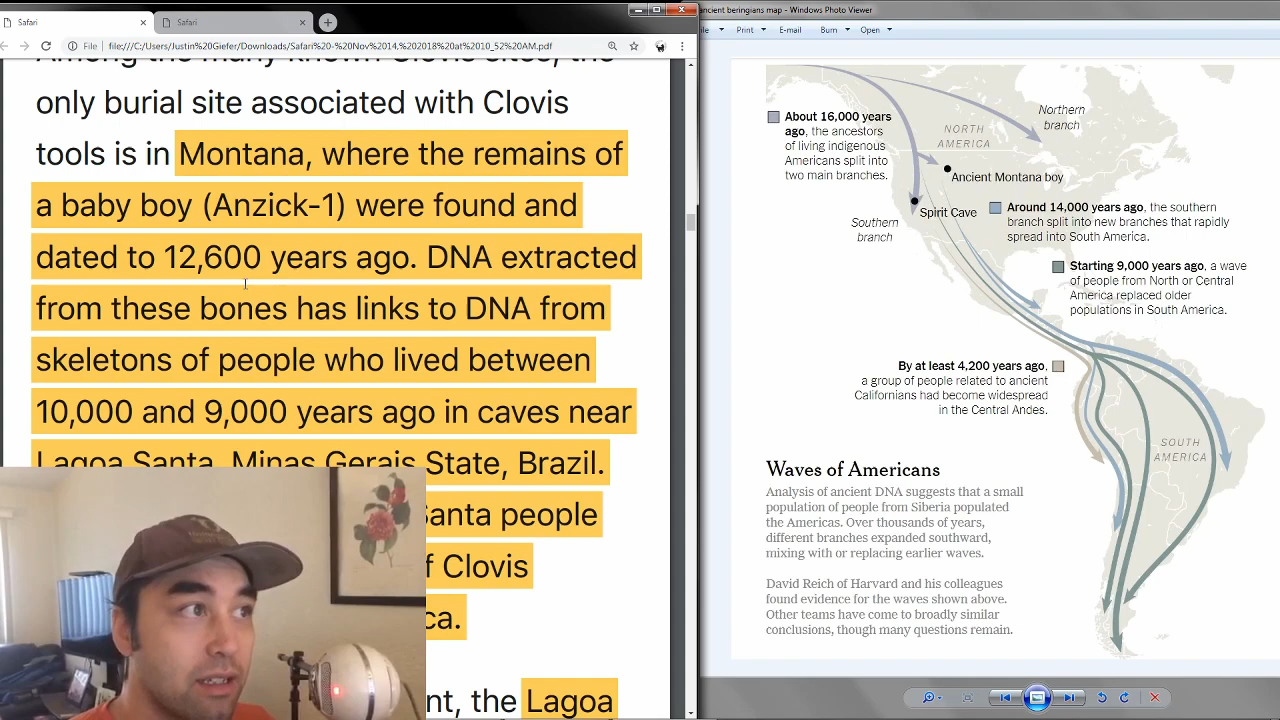 Safari
Safari
File
file:///C:/Users/Justin%20Giefer/Downloads/Safari%20-%20Nov%2014,%202018%20at%2010_52%20AM.pdf
Among the many known Clovis sites, the
only burial site associated with Clovis
tools is in Montana, where the remains of
a baby boy (Anzick-1) were found and
dated to 12,600 years ago. DNA extracted
from these bones has links to DNA from
skeletons of people who lived between
10,000 and 9,000 years ago in caves near
Lagoa Santa, Minas Gerais State, Brazil.
Santa people
f Clovis
ca.
nt, the Lagoa
ancient beringians map - Windows Photo Viewer
Print
E-mail
Burn
Open
About 16,000 years
ago, the ancestors
of living indigenous
Americans split into
two main branches.
Northern
branch
NORTH
AMERICA
Ancient Montana boy
Spirit Cave
Southern
branch
Around 14,000 years ago, the southern
branch split into new branches that rapidly
spread into South America.
Starting 9,000 years ago, a wave
of people from North or Central
America replaced older
populations in South America.
By at least 4,200 years ago,
a group of people related to ancient
Californians had become widespread
in the Central Andes.
SOUTH
AMERICA
Waves of Americans
Analysis of ancient DNA suggests that a small
population of people from Siberia populated
the Americas. Over thousands of years,
different branches expanded southward,
mixing with or replacing earlier waves.
David Reich of Harvard and his colleagues
found evidence for the waves shown above.
Other teams have come to broadly similar
conclusions, though many questions remain.